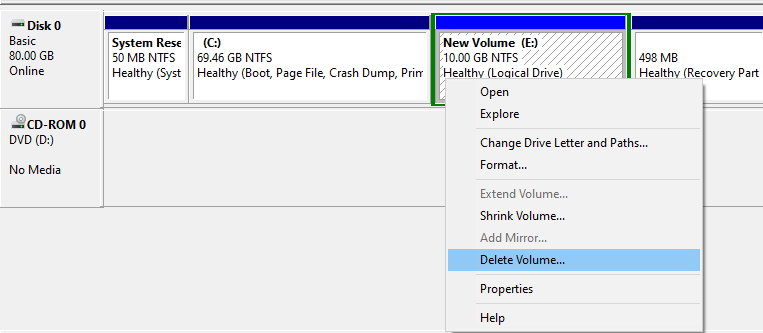 Disk 0
Basic
80.00 GB
Online
System Rese
50 MB NTFS
Healthy (Syst
(C:)
69.46 GB NTFS
Healthy (Boot, Page File, Crash Dump, Prim
New Volume (E:)
10.00 GB NTFS
Healthy (Logical Drive)
498 MB
Healthy (Recovery Part
CD-ROM 0
DVD (D:)
No Media
Open
Explore
Change Drive Letter and Paths...
Format...
Extend Volume...
Shrink Volume...
Add Mirror...
Delete Volume...
Properties
Help